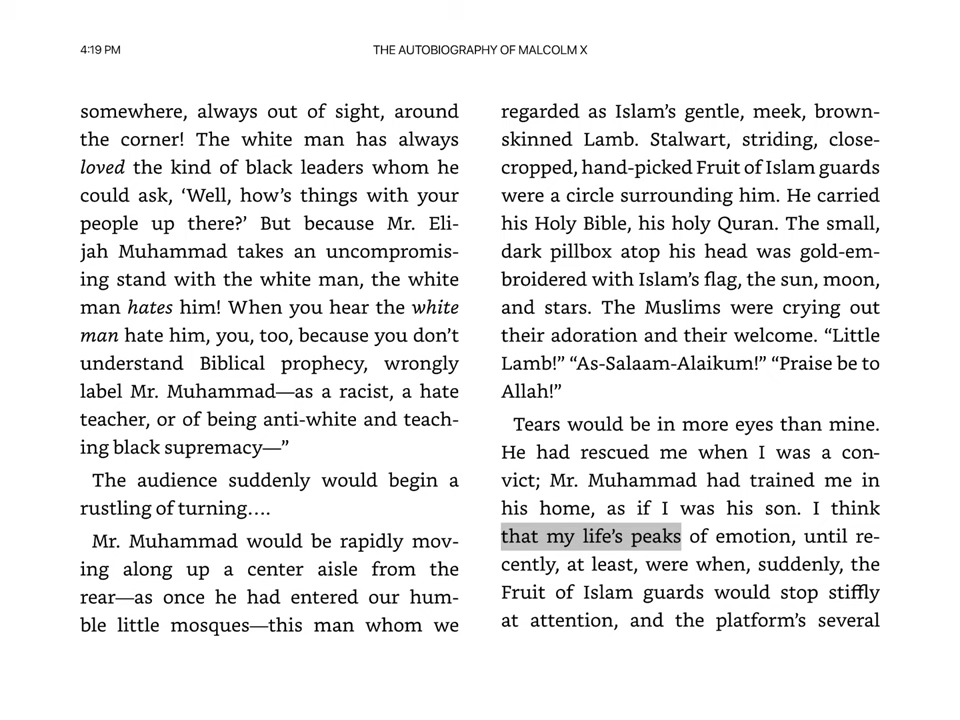 4:19 PM
THE AUTOBIOGRAPHY OF MALCOLM X
somewhere, always out of sight, around
the corner! The white man has always
loved the kind of black leaders whom he
could ask, ‘Well, how’s things with your
people up there?’ But because Mr. Eli-
jah Muhammad takes an uncompromis-
ing stand with the white man, the white
man hates him! When you hear the white
man hate him, you, too, because you don’t
understand Biblical prophecy, wrongly
label Mr. Muhammad—as a racist, a hate
teacher, or of being anti-white and teach-
ing black supremacy—”
The audience suddenly would begin a
rustling of turning….
Mr. Muhammad would be rapidly mov-
ing along up a center aisle from the
rear—as once he had entered our hum-
ble little mosques—this man whom we
regarded as Islam’s gentle, meek, brown-
skinned Lamb. Stalwart, striding, close-
cropped, hand-picked Fruit of Islam guards
were a circle surrounding him. He carried
his Holy Bible, his holy Quran. The small,
dark pillbox atop his head was gold-em-
broidered with Islam’s flag, the sun, moon,
and stars. The Muslims were crying out
their adoration and their welcome. “Little
Lamb!” “As-Salaam-Alaikum!” “Praise be to
Allah!”
Tears would be in more eyes than mine.
He had rescued me when I was a con-
vict; Mr. Muhammad had trained me in
his home, as if I was his son. I think
that my life’s peaks of emotion, until re-
cently, at least, were when, suddenly, the
Fruit of Islam guards would stop stiffly
at attention, and the platform’s several